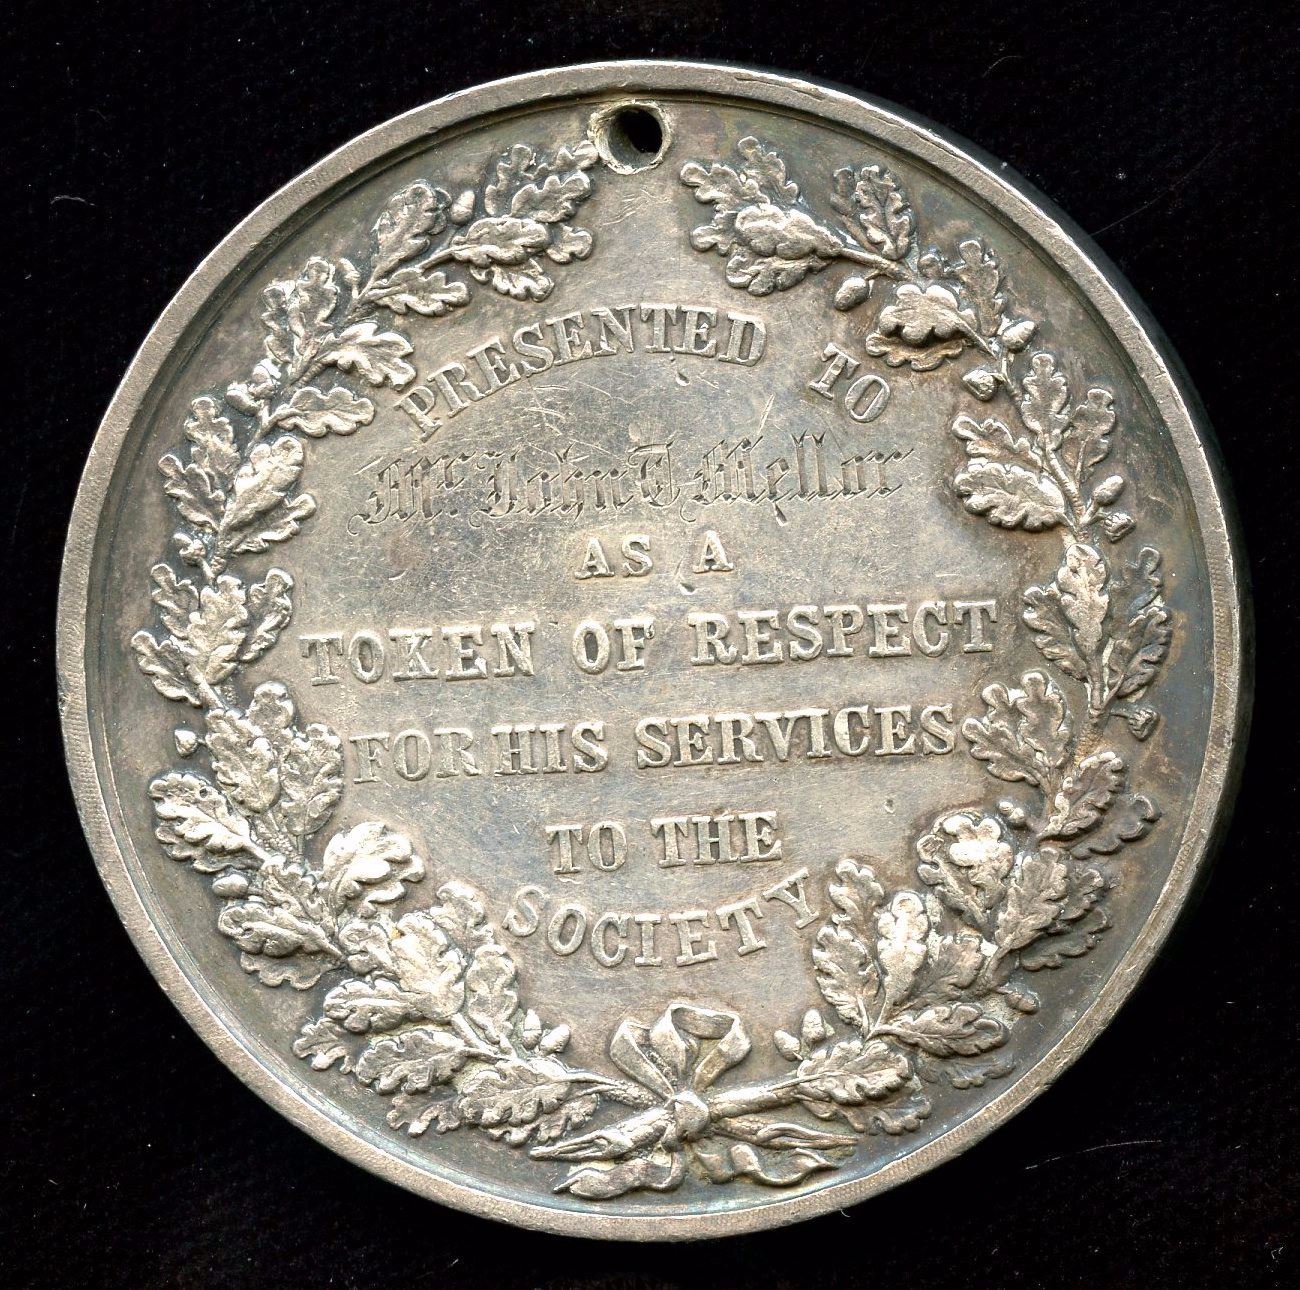 PRESENTED TO
Mr. John T Mellor
AS A
TOKEN OF RESPECT
FOR HIS SERVICES
TO THE
SOCIETY